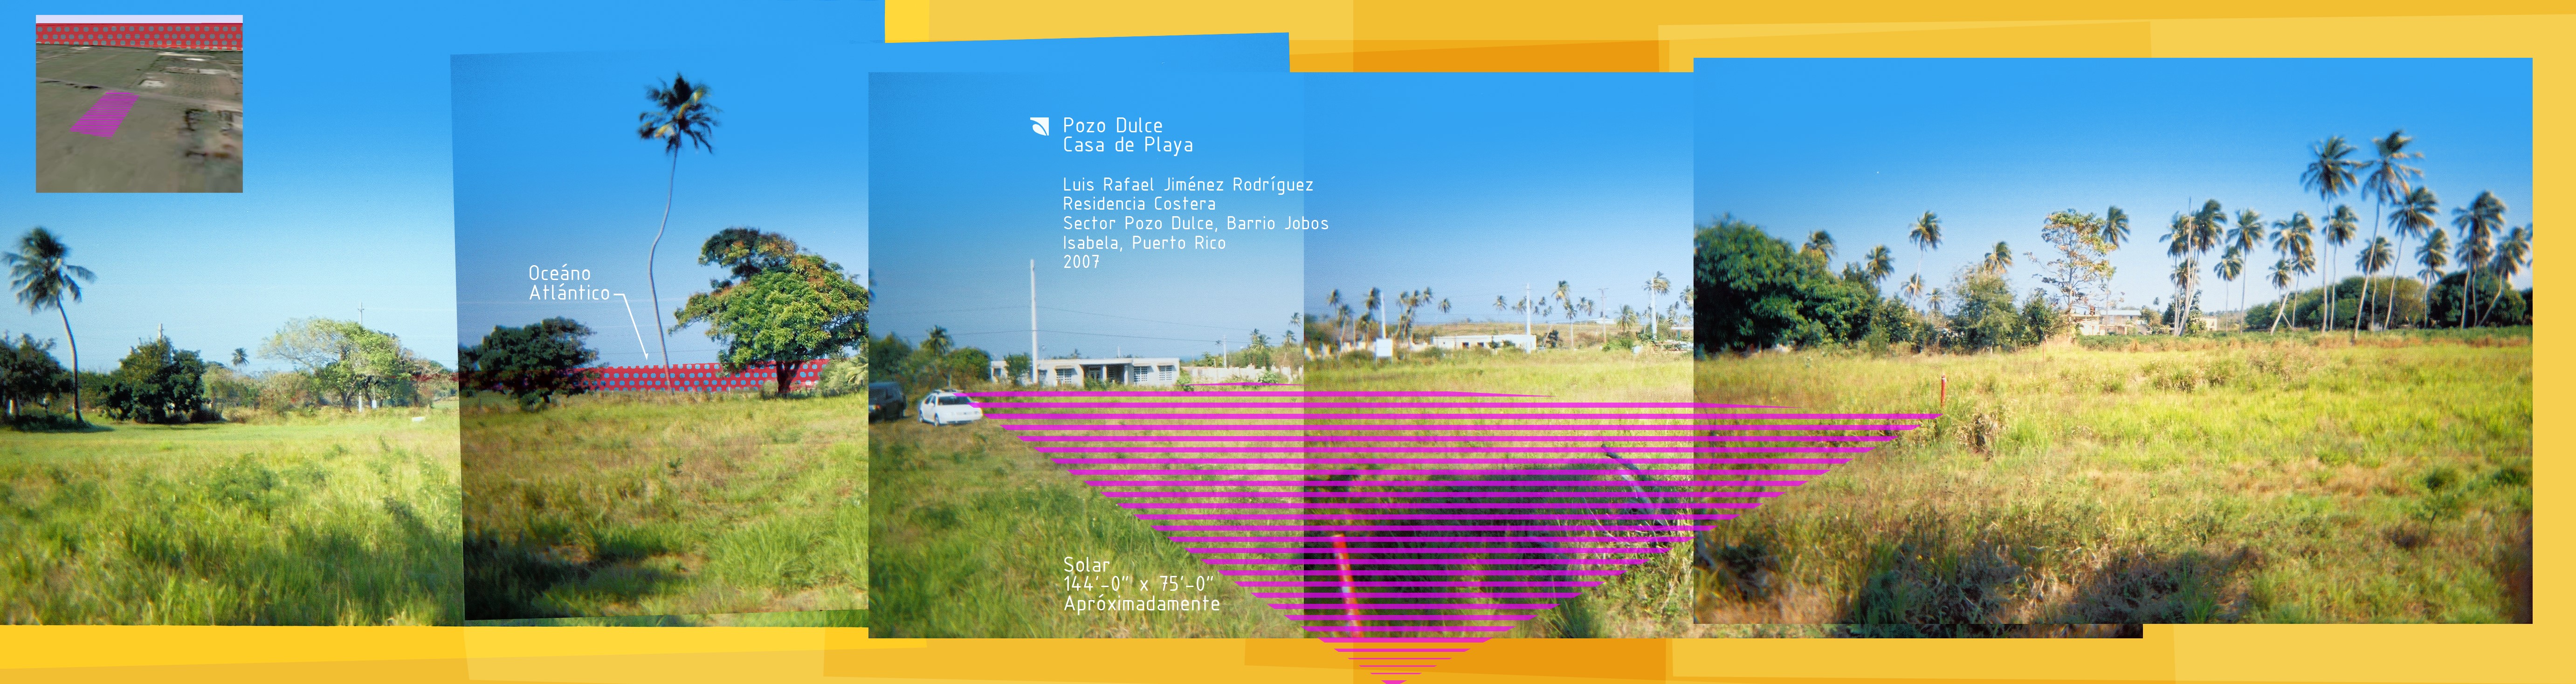 Oceáno
Atlántico
Pozo Dulce
Casa de Playa
Luis Rafael Jiménez Rodríguez
Residencia Costera
Sector Pozo Dulce, Barrio Jobos
Isabela, Puerto Rico
2007
Solar
144'-0" x 75'-0"
Apróximadamente